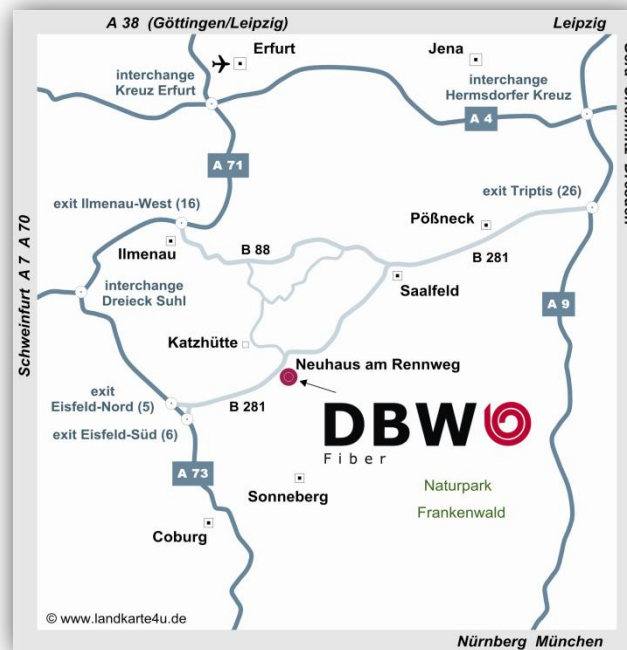 A 38 (Göttingen/Leipzig)
Leipzig
Erfurt
Jena
interchange
Kreuz Erfurt
interchange
Hermsdorfer Kreuz
A 4
A 71
exit Ilmenau-West (16)
exit Triptis (26)
Pößneck
Ilmenau
B 88
B 281
Saalfeld
Schweinfurt A 7 A 70
interchange
Dreieck Suhl
A 9
Katzhütte
Neuhaus am Rennweg
exit
Eisfeld-Nord (5)
B 281
exit Eisfeld-Süd (6)
DBW
Fiber
A 73
Sonneberg
Naturpark
Frankenwald
Coburg
© www.landkarte4u.de
Nürnberg München